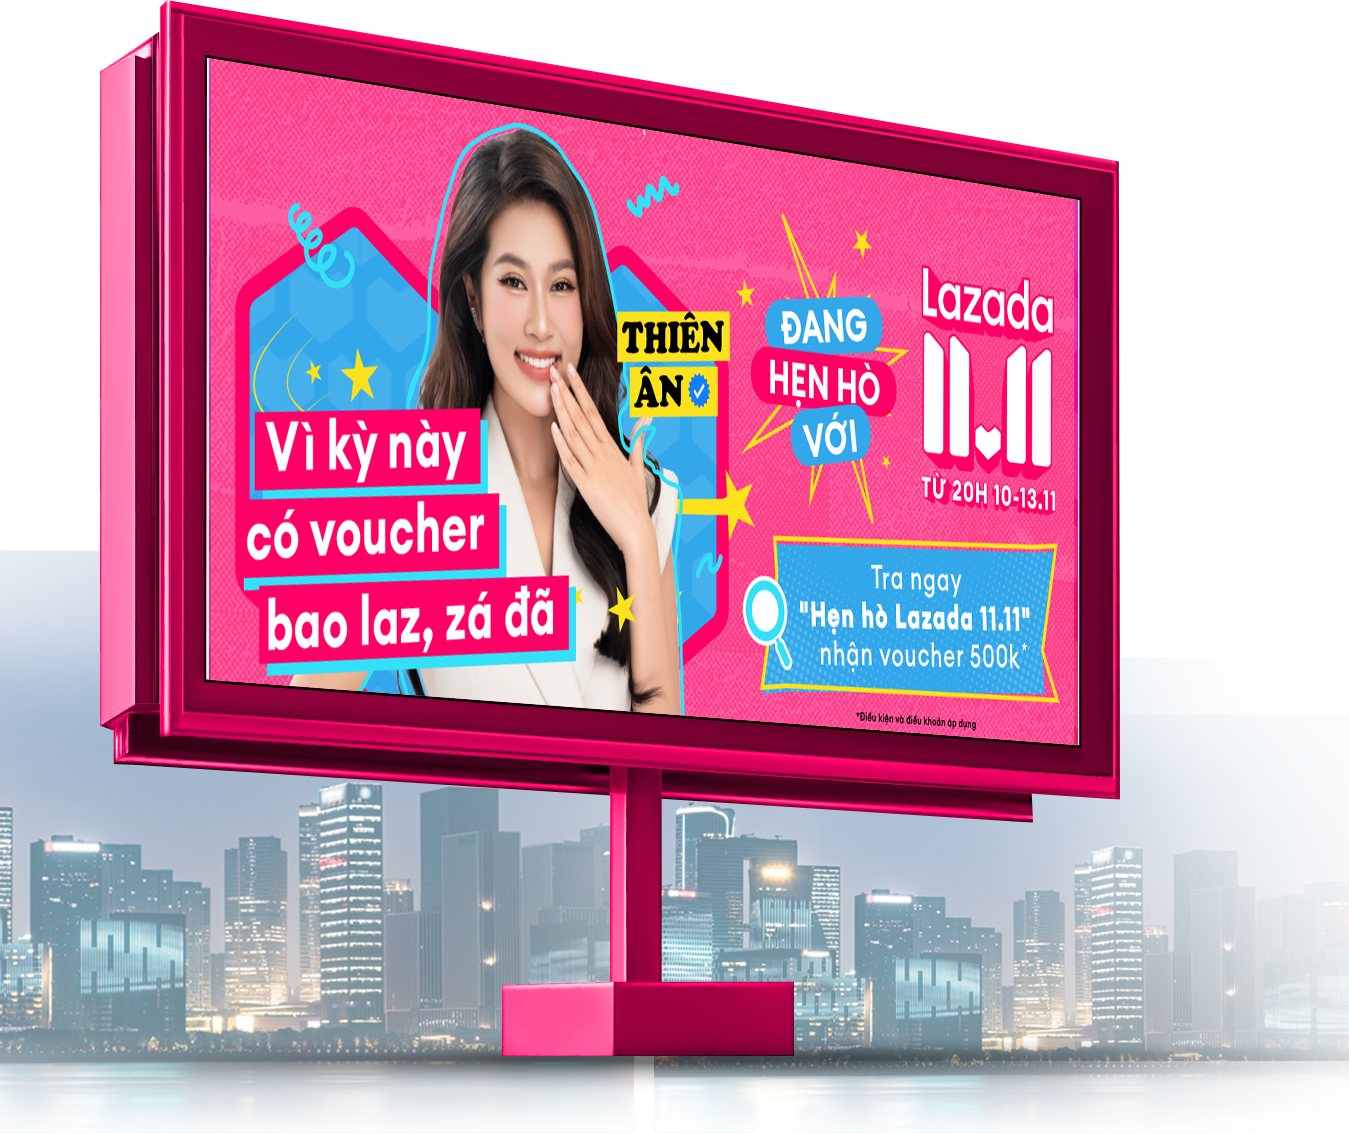 THIÊN
ÂN
Vì kỳ này
có voucher
bao laz, zá đã
ĐANG
HẸN HÒ
VỚI
Lazada
11.11
TỪ 20H 10-13.11
Tra ngay
"Hẹn hò Lazada 11.11"
nhận voucher 500k*
*Điều kiện và điều khoản áp dụng